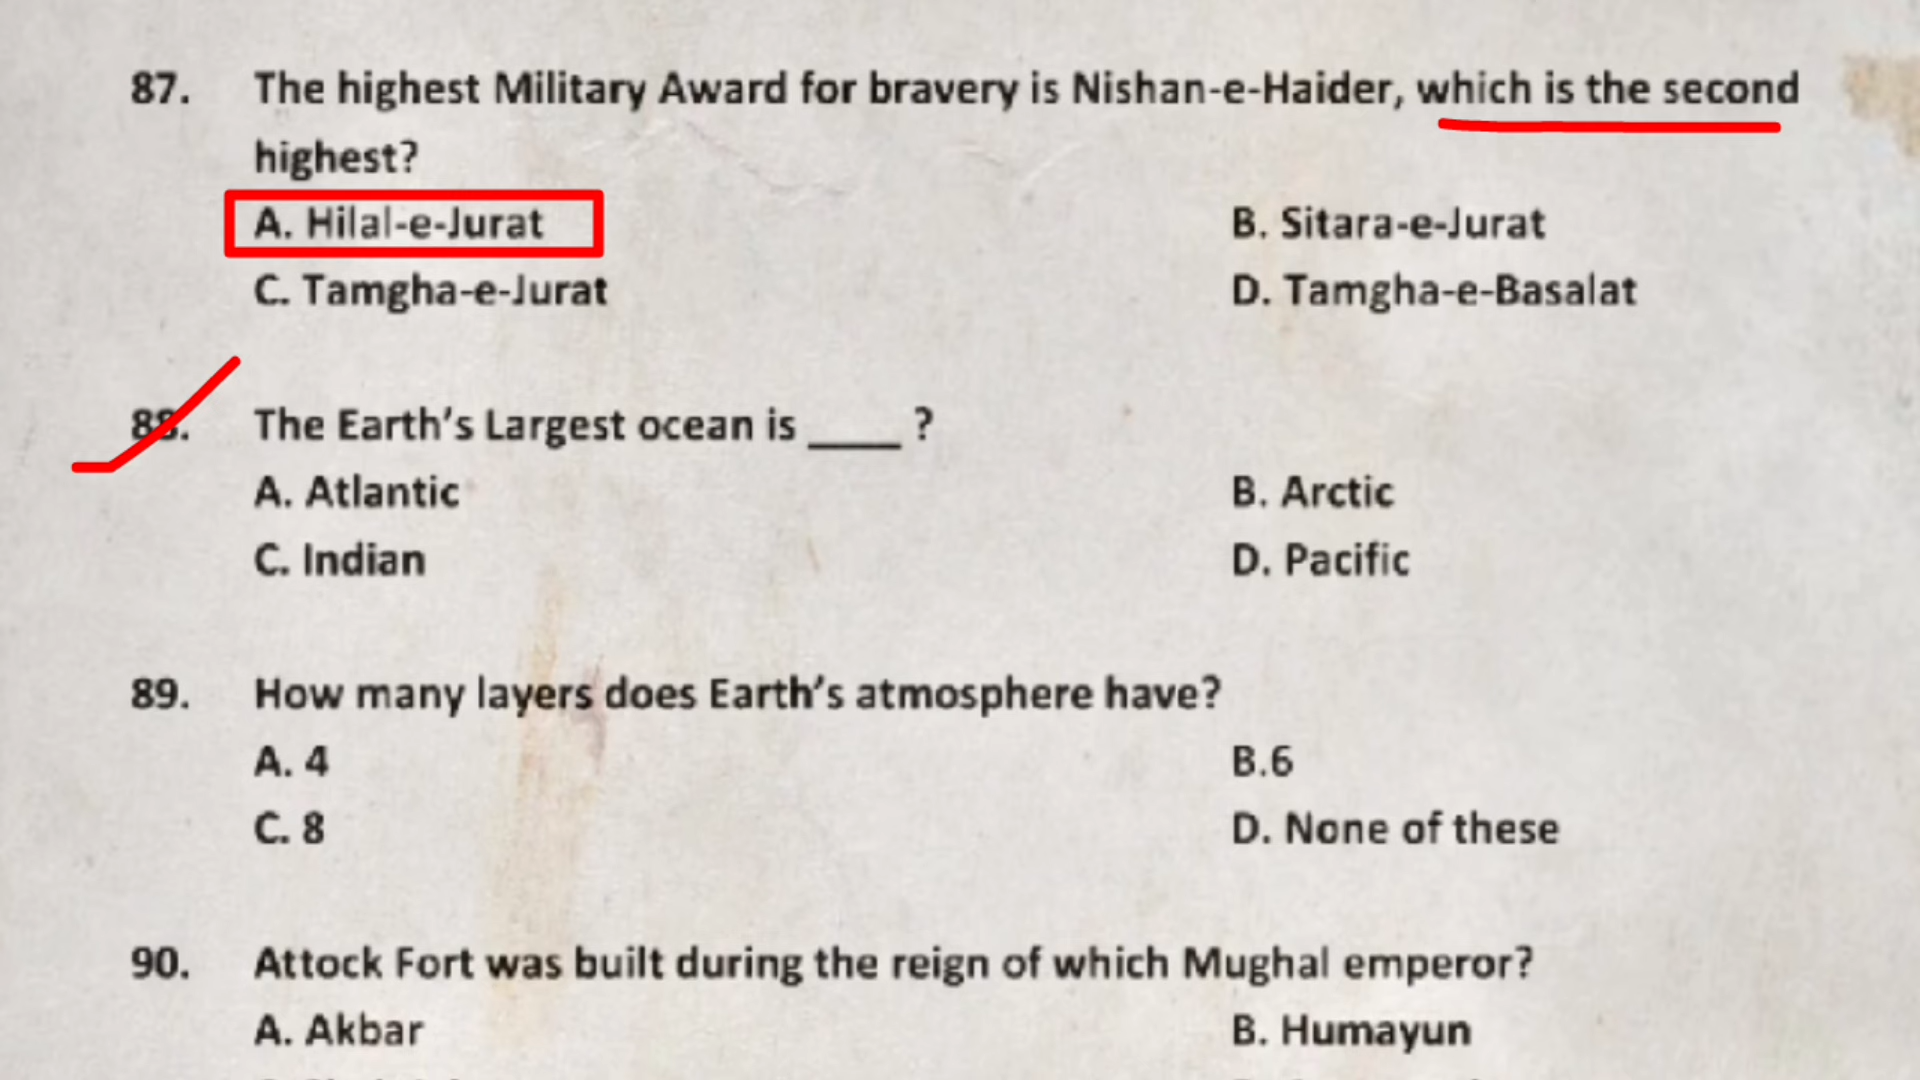 87. The highest Military Award for bravery is Nishan-e-Haider, which is the second
highest?
A. Hilal-e-Jurat B. Sitara-e-Jurat
C. Tamgha-e-Jurat D. Tamgha-e-Basalat
88. The Earth's Largest ocean is ____ ?
A. Atlantic B. Arctic
C. Indian D. Pacific
89. How many layers does Earth's atmosphere have?
A. 4 B.6
C. 8 D. None of these
90. Attock Fort was built during the reign of which Mughal emperor?
A. Akbar B. Humayun